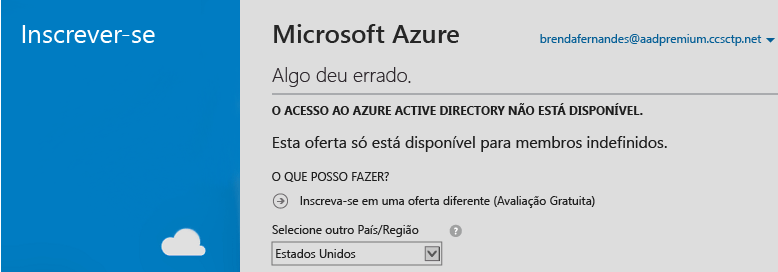 Inscrever-se
Microsoft Azure
brendafernandes@aadpremium.ccsctp.net
Algo deu errado.
O ACESSO AO AZURE ACTIVE DIRECTORY NÃO ESTÁ DISPONÍVEL.
Esta oferta só está disponível para membros indefinidos.
O QUE POSSO FAZER?
Inscreva-se em uma oferta diferente (Avaliação Gratuita)
Selecione outro País/Região ?
Estados Unidos